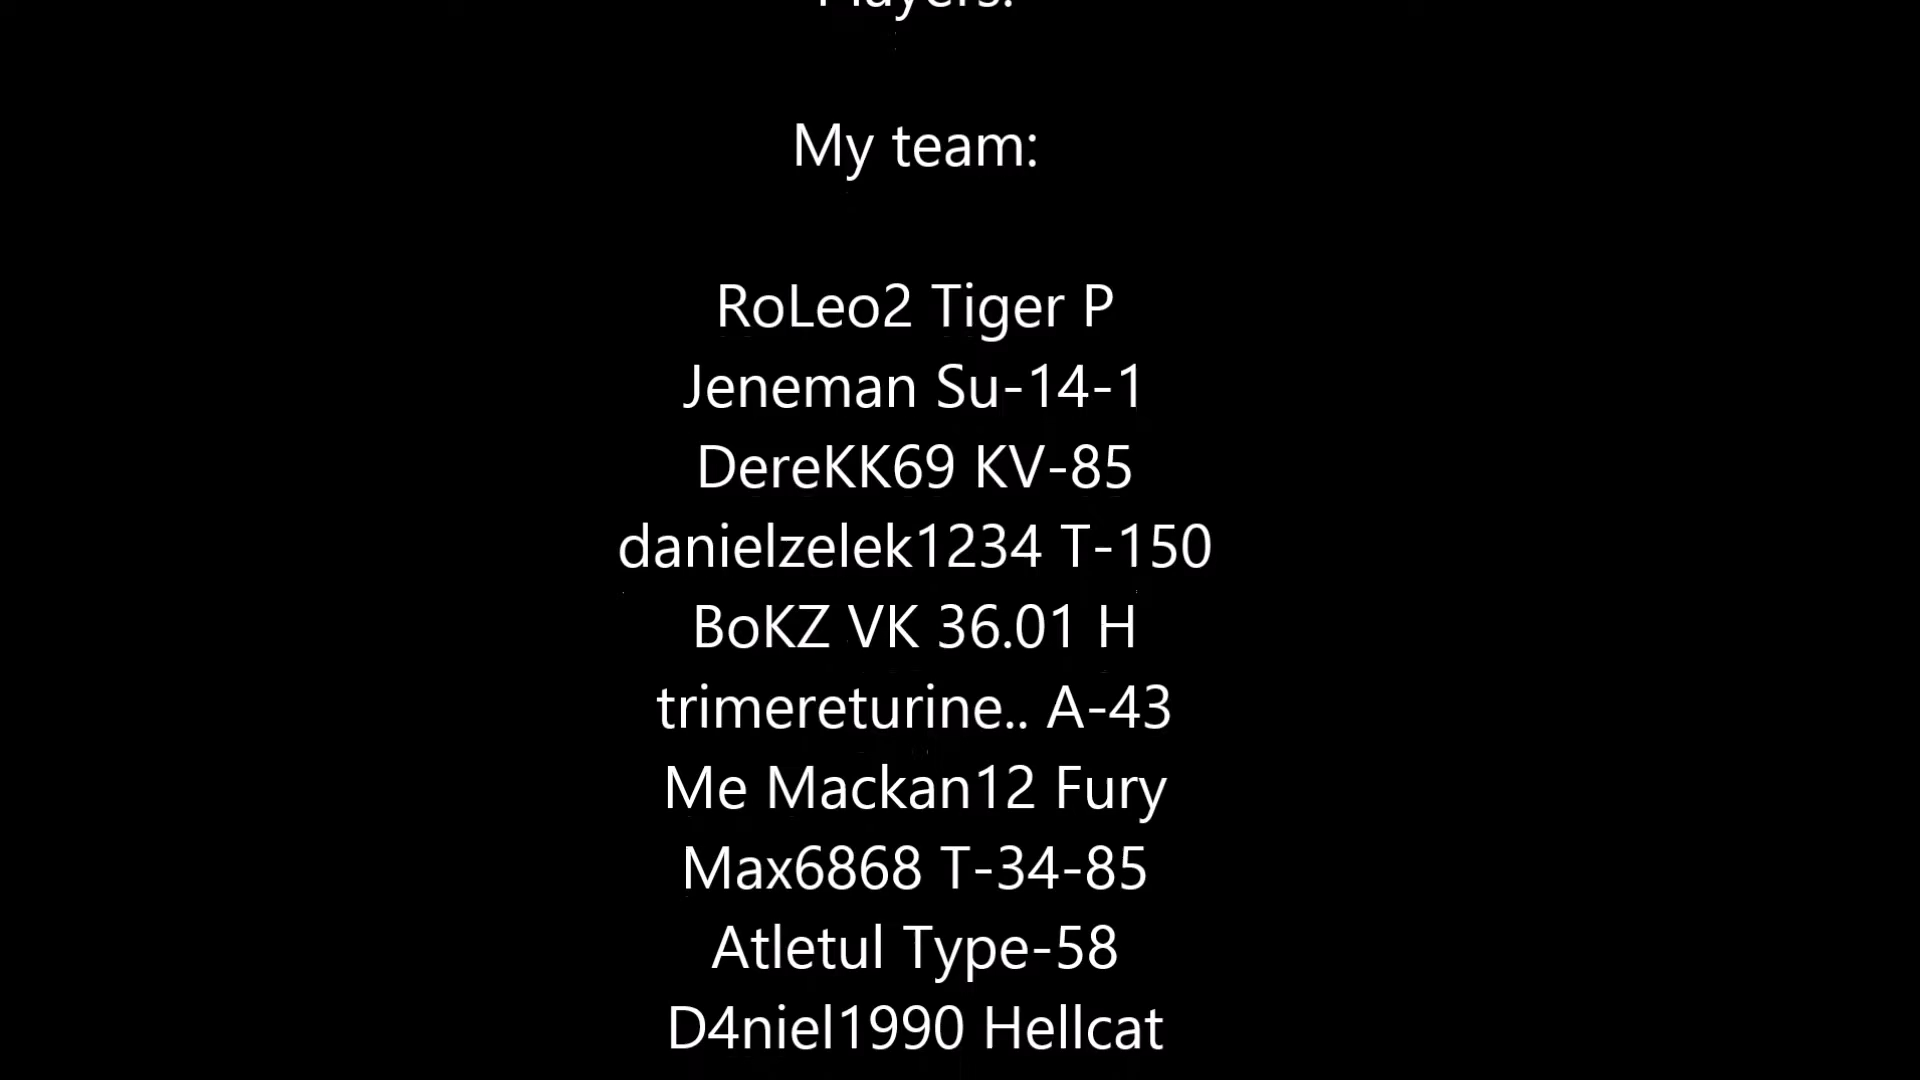 Players:
My team:
RoLeo2 Tiger P
Jeneman Su-14-1
DereKK69 KV-85
danielzelek1234 T-150
BoKZ VK 36.01 H
trimereturine.. A-43
Me Mackan12 Fury
Max6868 T-34-85
Atletul Type-58
D4niel1990 Hellcat